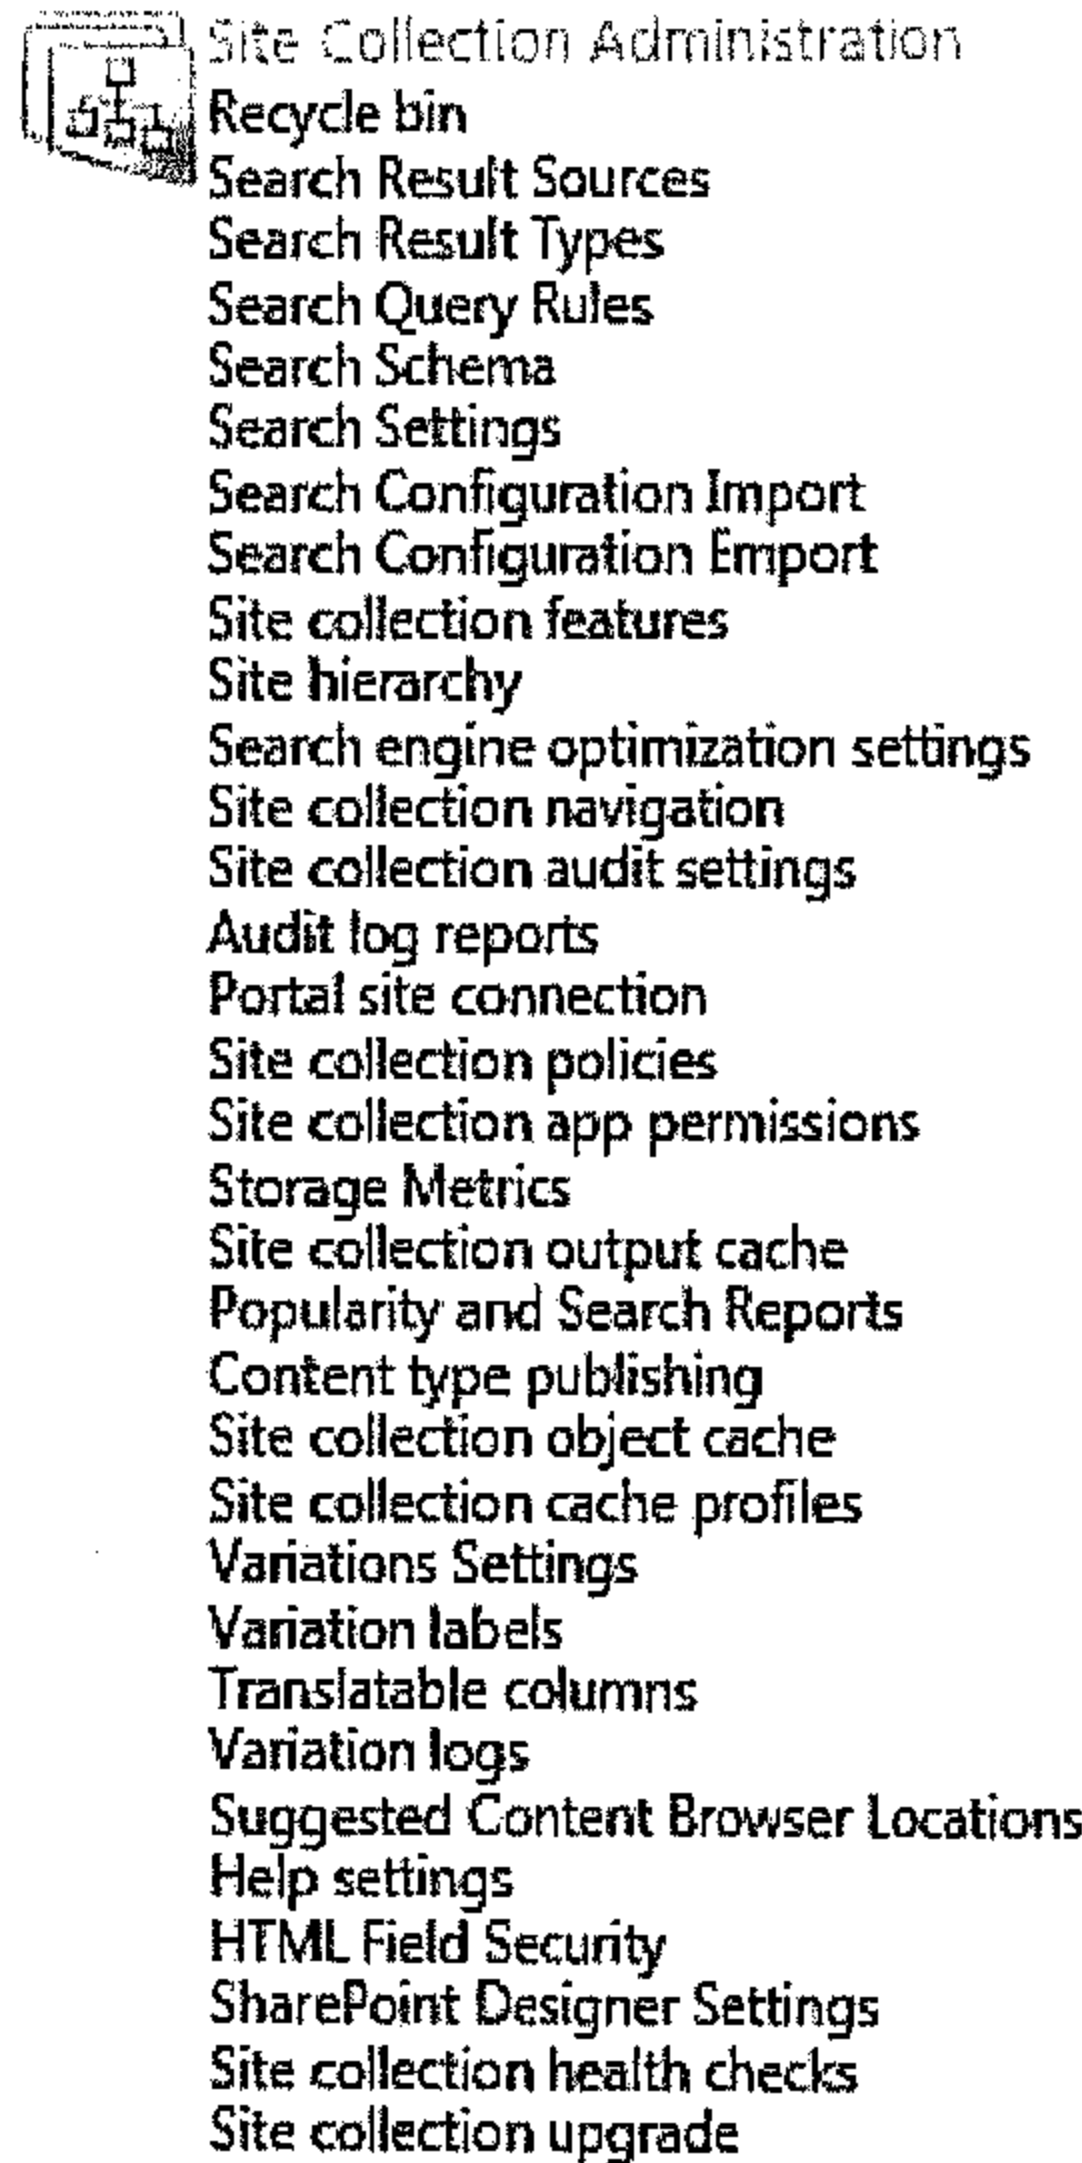 Site Collection Administration
Recycle bin
Search Result Sources
Search Result Types
Search Query Rules
Search Schema
Search Settings
Search Configuration Import
Search Configuration Emport
Site collection features
Site hierarchy
Search engine optimization settings
Site collection navigation
Site collection audit settings
Audit log reports
Portal site connection
Site collection policies
Site collection app permissions
Storage Metrics
Site collection output cache
Popularity and Search Reports
Content type publishing
Site collection object cache
Site collection cache profiles
Variations Settings
Variation labels
Translatable columns
Variation logs
Suggested Content Browser Locations
Help settings
HTML Field Security
SharePoint Designer Settings
Site collection health checks
Site collection upgrade